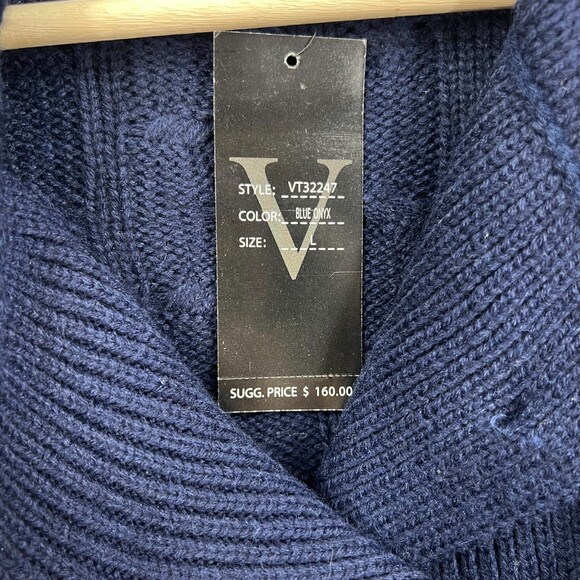 V
STYLE: VT32247
COLOR: BLUE ONYX
SIZE: L
SUGG. PRICE $ 160.00